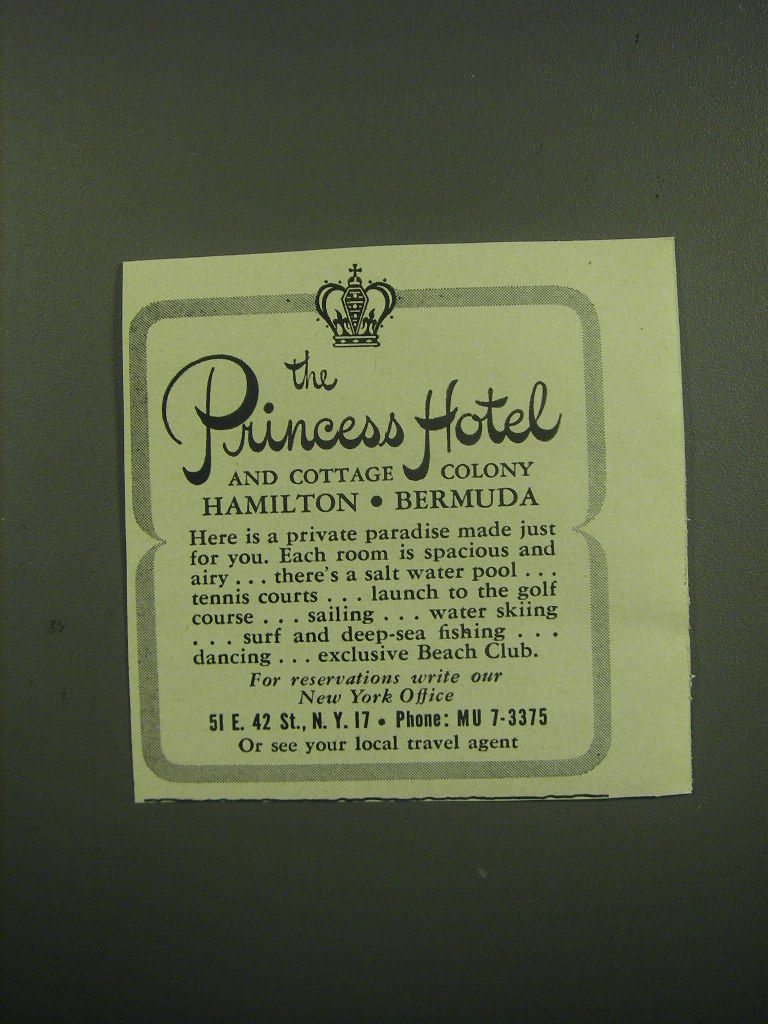 the
Princess Hotel
AND COTTAGE COLONY
HAMILTON • BERMUDA
Here is a private paradise made just
for you. Each room is spacious and
airy . . . there's a salt water pool . . .
tennis courts . . . launch to the golf
course . . . sailing . . . water skiing
. . . surf and deep-sea fishing . . .
dancing . . . exclusive Beach Club.
For reservations write our
New York Office
51 E. 42 St., N. Y. 17 • Phone: MU 7-3375
Or see your local travel agent